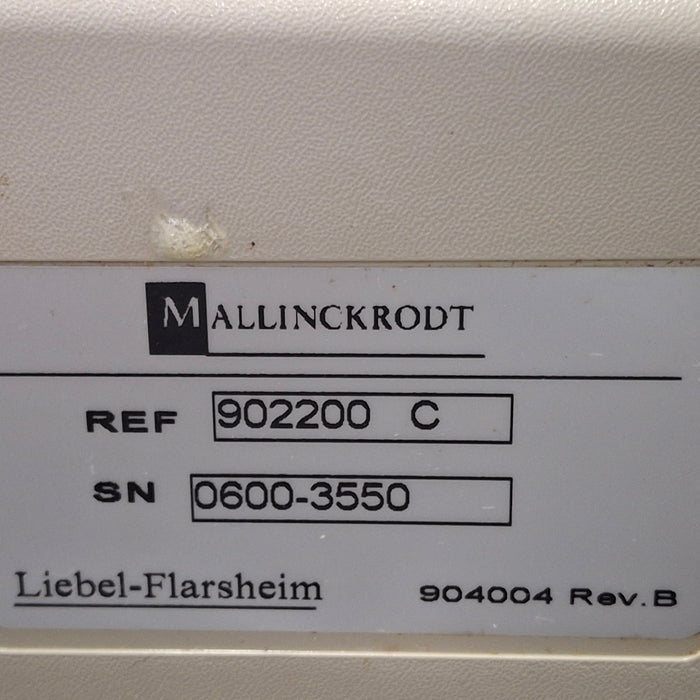 MALLINCKRODT
REF 902200 C
SN 0600-3550
Liebel-Flarsheim 904004 Rev.B